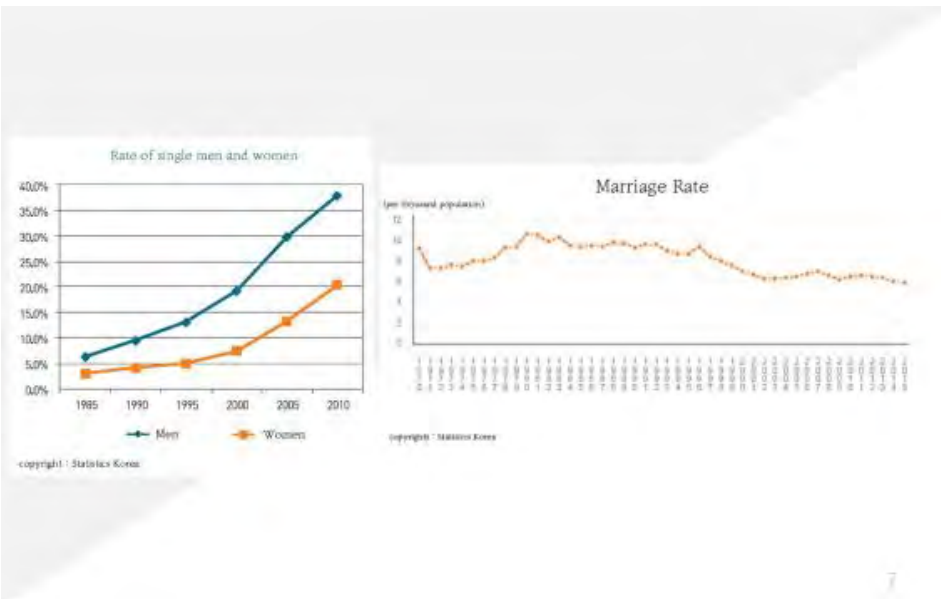 Rate of single men and women
40.0%
35.0%
30.0%
25.0%
20.0%
15.0%
10.0%
5.0%
0.0%
1985 1990 1995 2000 2005 2010
Men Women
copyright : Statistics Korea
Marriage Rate
(per thousand population)
12
10
8
6
4
2
0
copyright : Statistics Korea
7